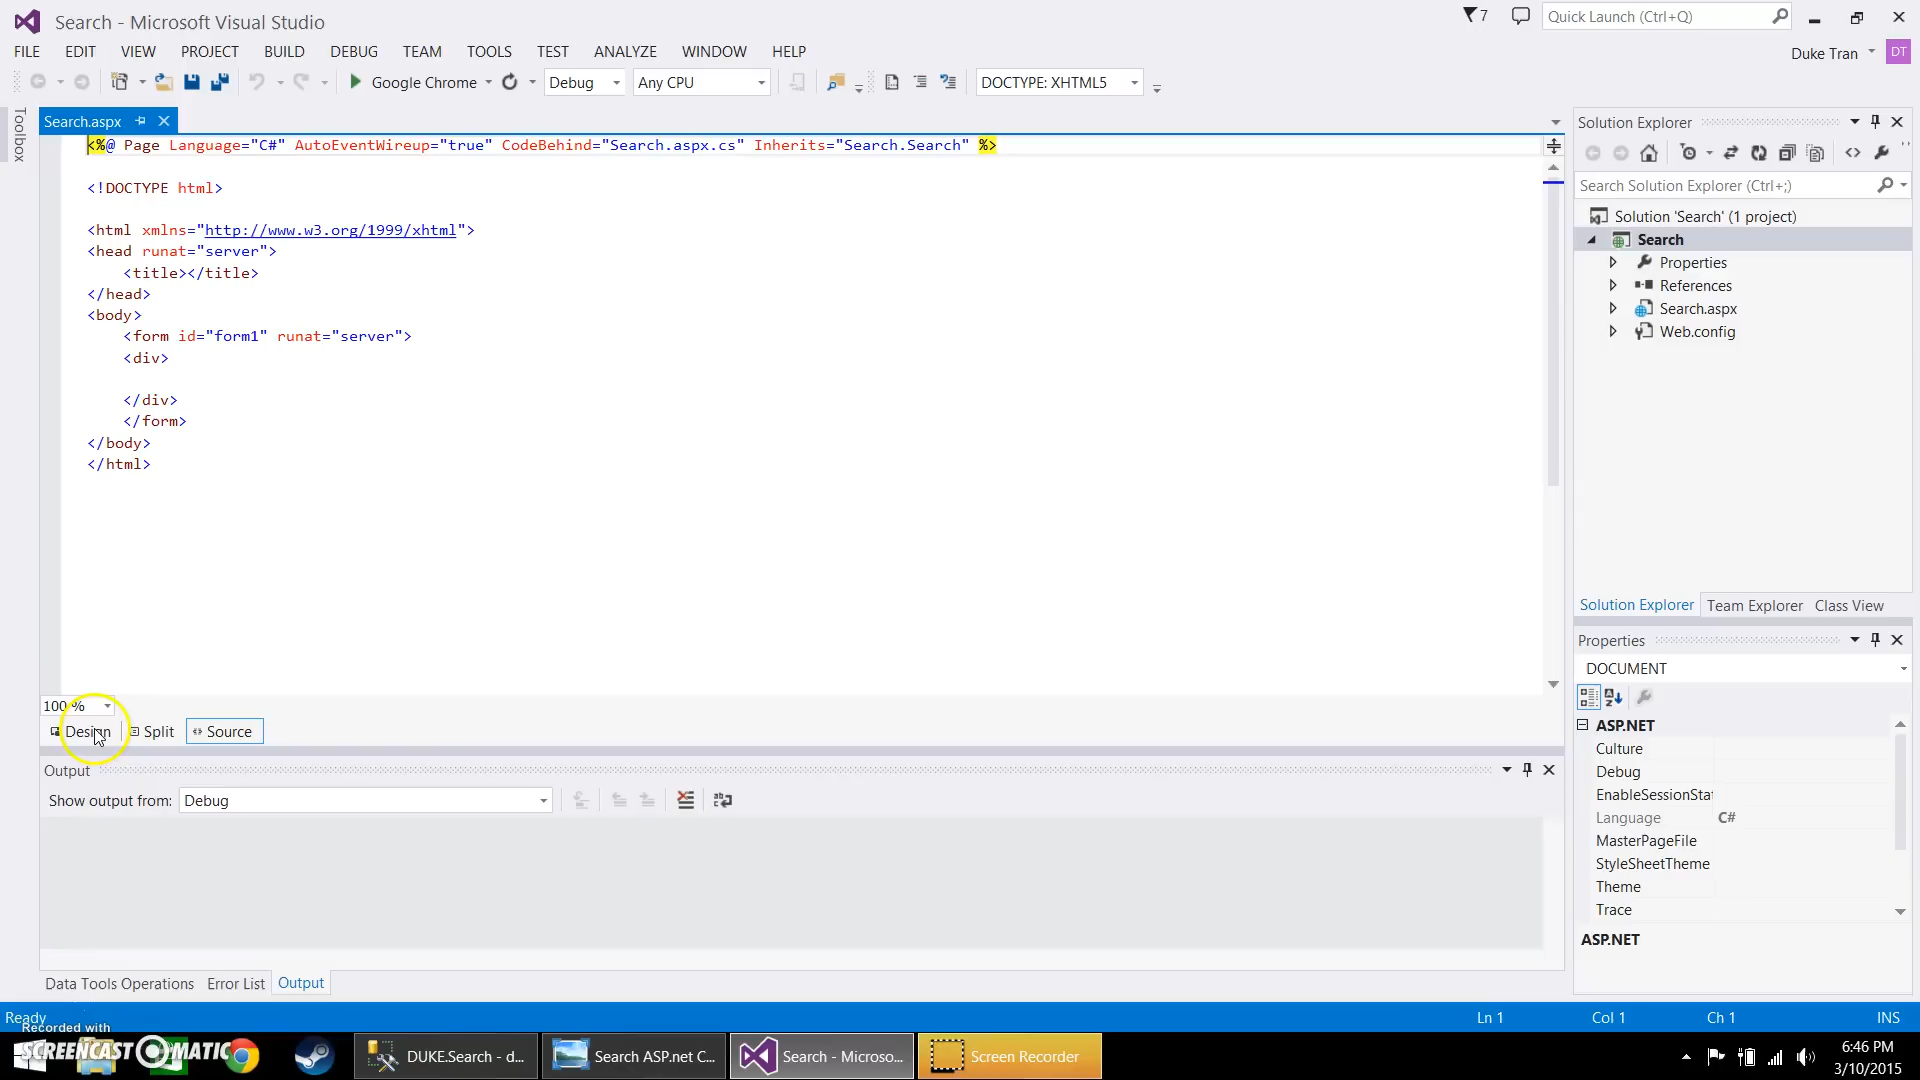 Search - Microsoft Visual Studio
7
Quick Launch (Ctrl+Q)
FILE EDIT VIEW PROJECT BUILD DEBUG TEAM TOOLS TEST ANALYZE WINDOW HELP
Duke Tran DT
Google Chrome Debug Any CPU DOCTYPE: XHTML5
Toolbox
Search.aspx
<%@ Page Language="C#" AutoEventWireup="true" CodeBehind="Search.aspx.cs" Inherits="Search.Search" %>
<!DOCTYPE html>
<html xmlns="http://www.w3.org/1999/xhtml">
<head runat="server">
<title></title>
</head>
<body>
<form id="form1" runat="server">
<div>
</div>
</form>
</body>
</html>
100 %
Design Split Source
Output
Show output from: Debug
Data Tools Operations Error List Output
Solution Explorer
Search Solution Explorer (Ctrl+;)
Solution 'Search' (1 project)
Search
Properties
References
Search.aspx
Web.config
Solution Explorer Team Explorer Class View
Properties
DOCUMENT
ASP.NET
Culture
Debug
EnableSessionStat
Language C#
MasterPageFile
StyleSheetTheme
Theme
Trace
ASP.NET
Ready Ln 1 Col 1 Ch 1 INS
Recorded with
SCREENCAST MATIC
DUKE.Search - d... Search ASP.net C... Search - Microso... Screen Recorder
6:46 PM
3/10/2015